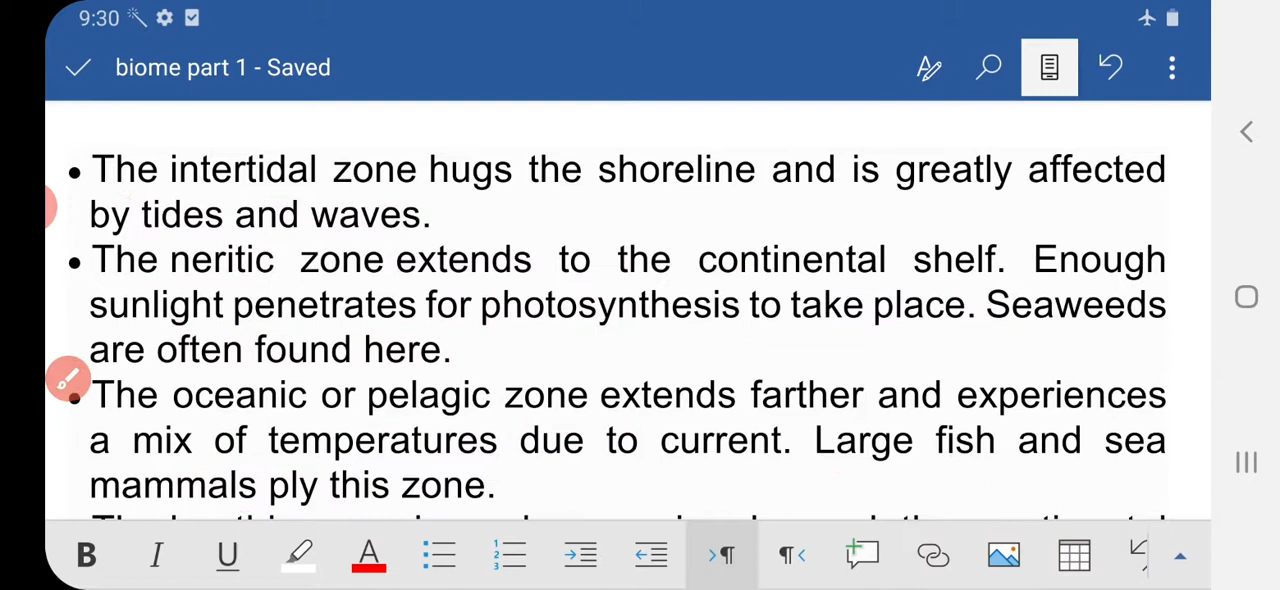 9:30
biome part 1 - Saved
• The intertidal zone hugs the shoreline and is greatly affected
by tides and waves.
• The neritic zone extends to the continental shelf. Enough
sunlight penetrates for photosynthesis to take place. Seaweeds
are often found here.
• The oceanic or pelagic zone extends farther and experiences
a mix of temperatures due to current. Large fish and sea
mammals ply this zone.
B I U A